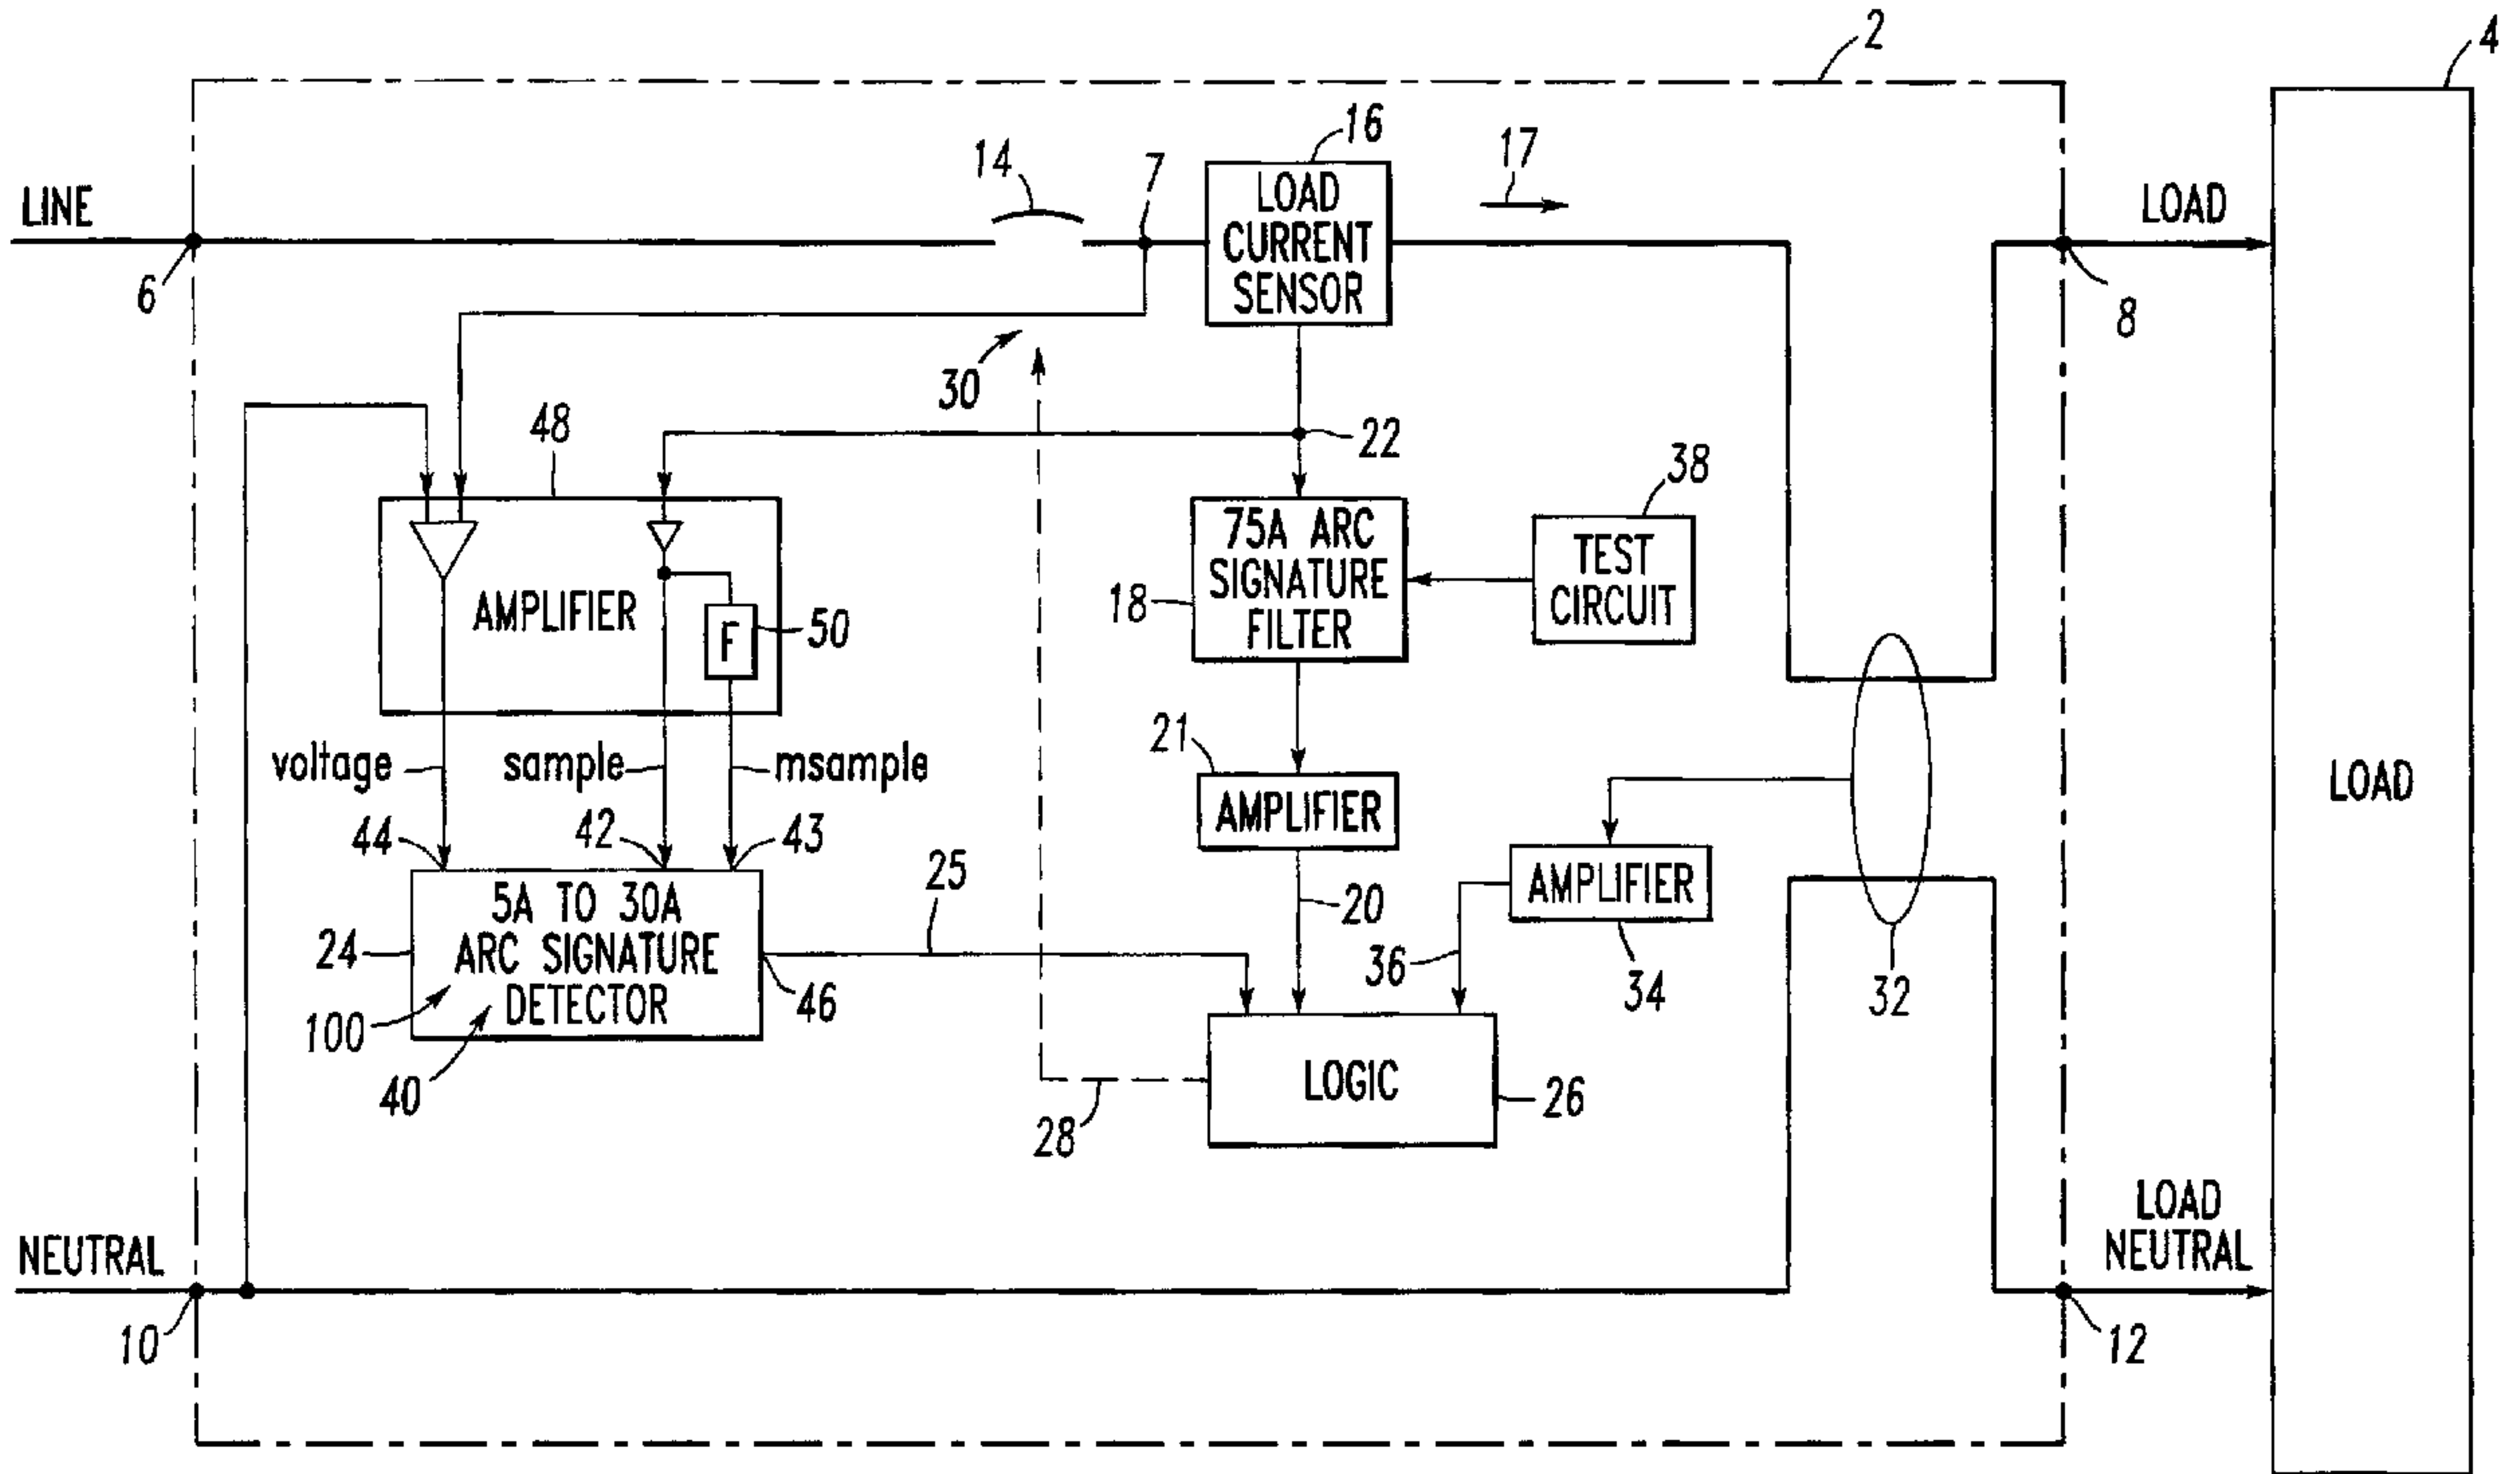 2
4
16
17
14
7
LINE
LOAD
CURRENT
SENSOR
LOAD
6
8
30
48
22
38
75A ARC
SIGNATURE
FILTER
TEST
CIRCUIT
18
AMPLIFIER
F
50
21
voltage
sample
msample
AMPLIFIER
LOAD
44
42
43
25
20
AMPLIFIER
5A TO 30A
ARC SIGNATURE
DETECTOR
24
46
36
34
32
100
40
LOGIC
26
28
NEUTRAL
LOAD
NEUTRAL
10
12